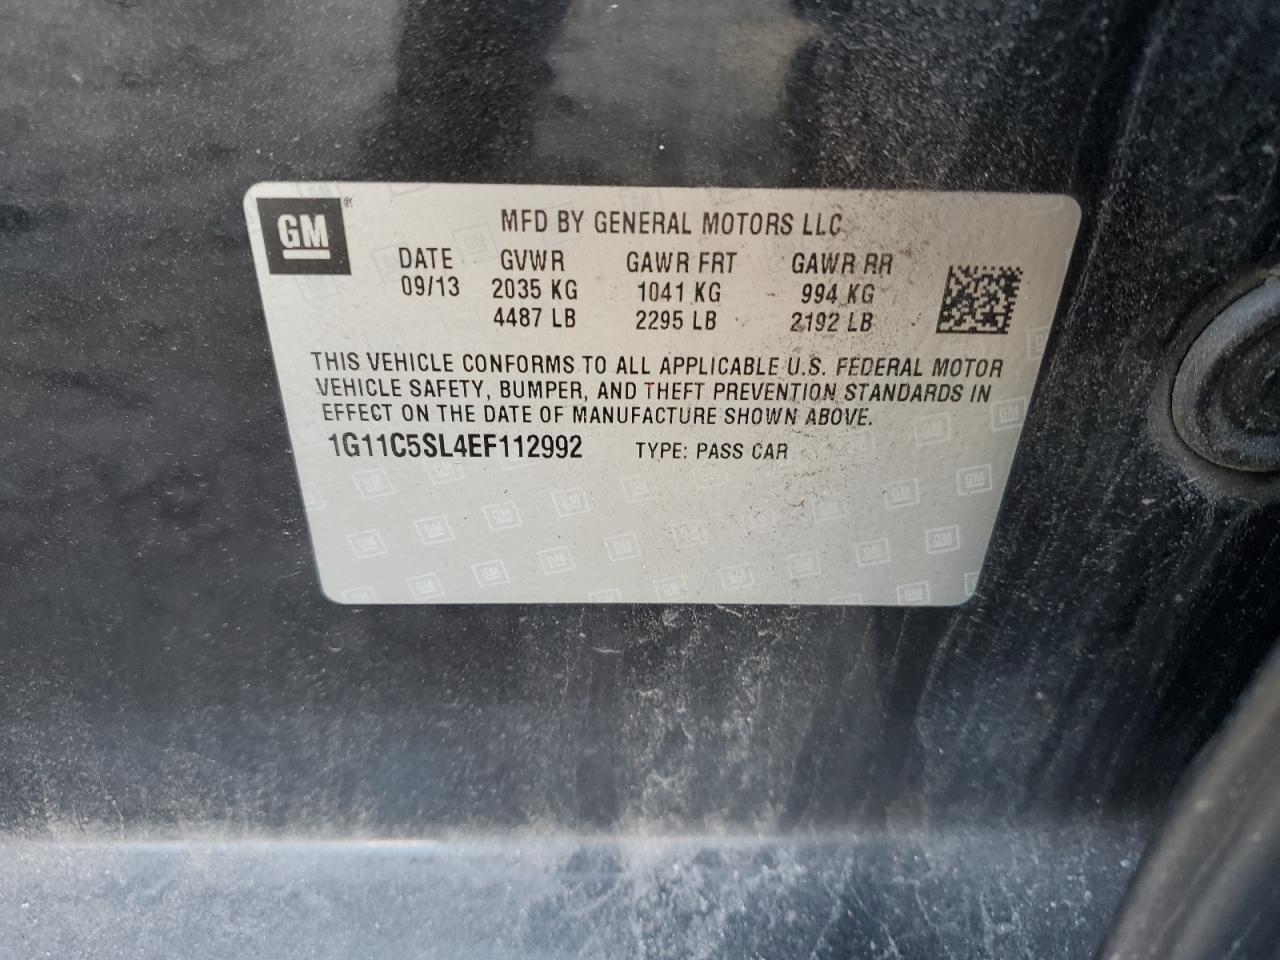 GM ®
MFD BY GENERAL MOTORS LLC
DATE GVWR GAWR FRT GAWR RR
09/13 2035 KG 1041 KG 994 KG
4487 LB 2295 LB 2192 LB
THIS VEHICLE CONFORMS TO ALL APPLICABLE U.S. FEDERAL MOTOR
VEHICLE SAFETY, BUMPER, AND THEFT PREVENTION STANDARDS IN
EFFECT ON THE DATE OF MANUFACTURE SHOWN ABOVE.
1G11C5SL4EF112992 TYPE: PASS CAR